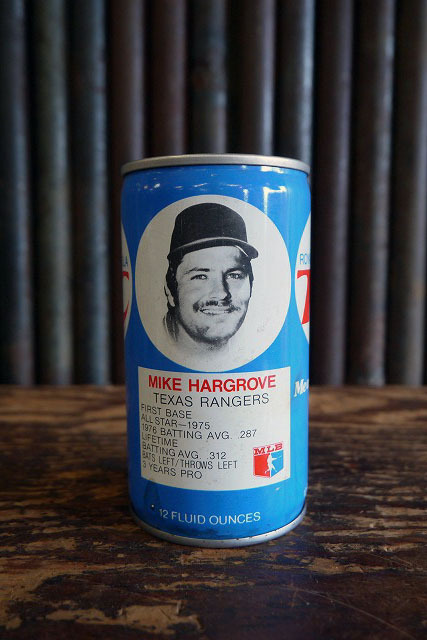 MIKE HARGROVE
TEXAS RANGERS
FIRST BASE
ALL STAR—1975
1976 BATTING AVG. .287
LIFETIME
BATTING AVG. .312
BATS LEFT/THROWS LEFT
3 YEARS PRO
MLB
12 FLUID OUNCES